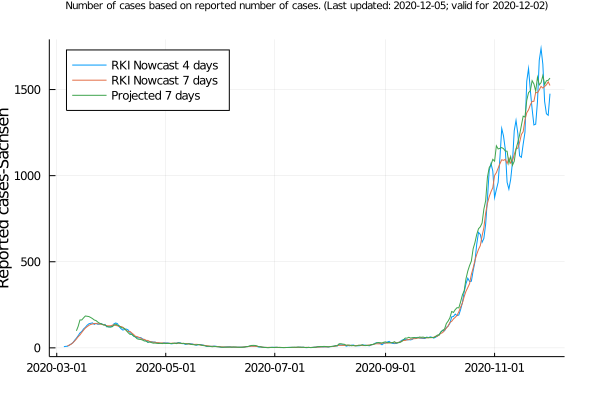 Number of cases based on reported number of cases. (Last updated: 2020-12-05; valid for 2020-12-02)
RKI Nowcast 4 days
RKI Nowcast 7 days
Projected 7 days
Reported cases-Sachsen
1500
1000
500
0
2020-03-01 2020-05-01 2020-07-01 2020-09-01 2020-11-01